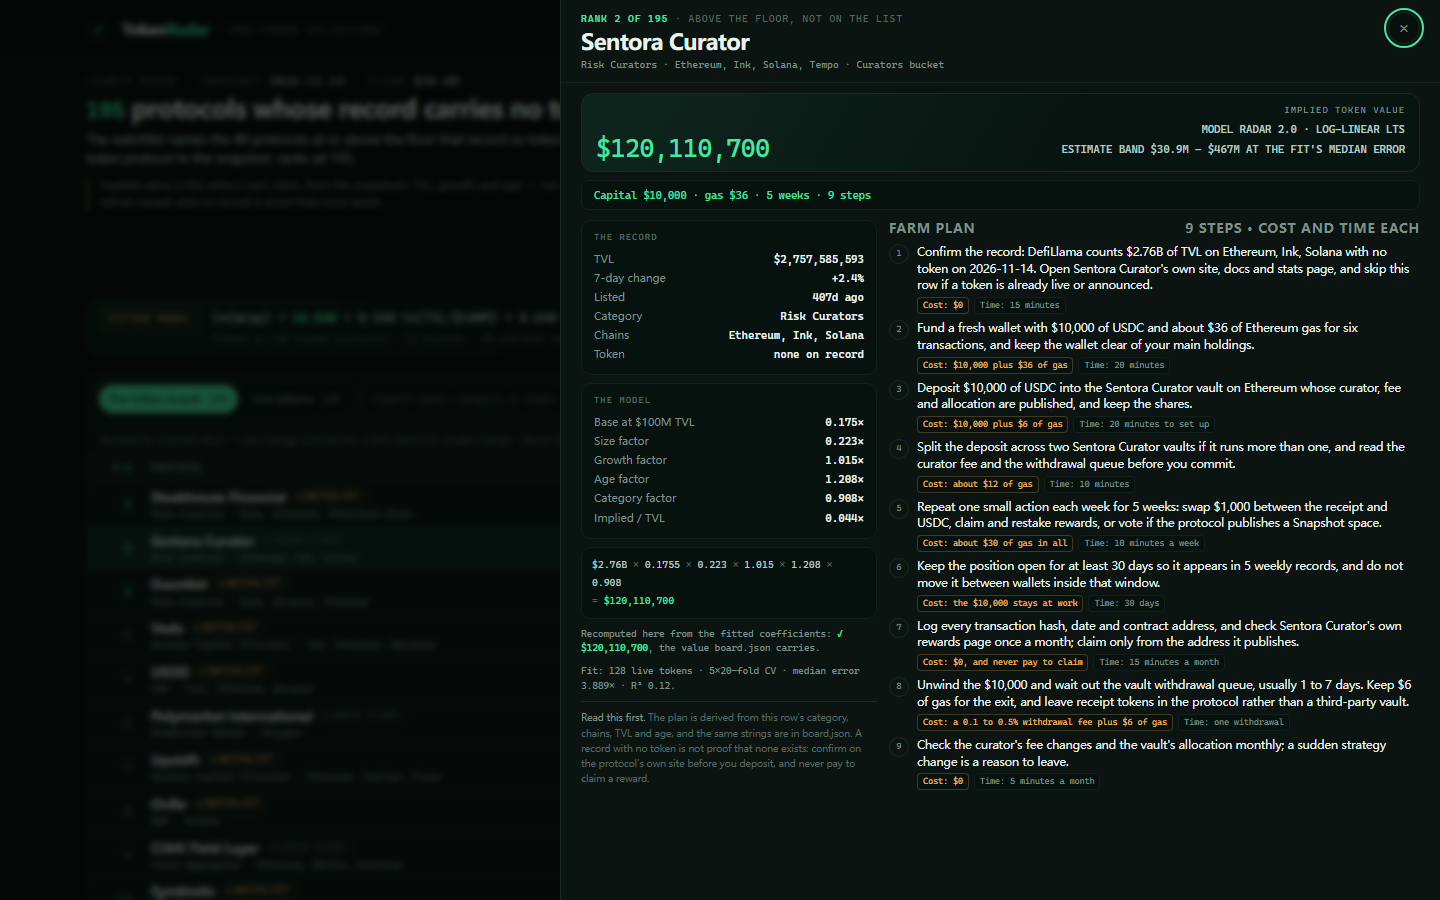 TokenRadar
195 protocols whose record carries no t
RANK 2 OF 195 · ABOVE THE FLOOR, NOT ON THE LIST
Sentora Curator
Risk Curators · Ethereum, Ink, Solana, Tempo · Curators bucket
×
IMPLIED TOKEN VALUE
$120,110,700
MODEL RADAR 2.0 · LOG-LINEAR LTS
ESTIMATE BAND $30.9M – $467M AT THE FIT'S MEDIAN ERROR
Capital $10,000 · gas $36 · 5 weeks · 9 steps
THE RECORD
TVL $2,757,585,593
7-day change +2.4%
Listed 407d ago
Category Risk Curators
Chains Ethereum, Ink, Solana
Token none on record
THE MODEL
Base at $100M TVL 0.175×
Size factor 0.223×
Growth factor 1.015×
Age factor 1.208×
Category factor 0.908×
Implied / TVL 0.044×
$2.76B × 0.1755 × 0.223 × 1.015 × 1.208 ×
0.908
= $120,110,700
Recomputed here from the fitted coefficients: ✓
$120,110,700, the value board.json carries.
Fit: 128 live tokens · 5×20-fold CV · median error
3.889× · R² 0.12.
Read this first. The plan is derived from this row's category,
chains, TVL and age, and the same strings are in board.json. A
record with no token is not proof that none exists: confirm on
the protocol's own site before you deposit, and never pay to
claim a reward.
FARM PLAN
9 STEPS • COST AND TIME EACH
1 Confirm the record: DefiLlama counts $2.76B of TVL on Ethereum, Ink, Solana with no
token on 2026-11-14. Open Sentora Curator's own site, docs and stats page, and skip this
row if a token is already live or announced.
Cost: $0 Time: 15 minutes
2 Fund a fresh wallet with $10,000 of USDC and about $36 of Ethereum gas for six
transactions, and keep the wallet clear of your main holdings.
Cost: $10,000 plus $36 of gas Time: 20 minutes
3 Deposit $10,000 of USDC into the Sentora Curator vault on Ethereum whose curator, fee
and allocation are published, and keep the shares.
Cost: $10,000 plus $6 of gas Time: 20 minutes to set up
4 Split the deposit across two Sentora Curator vaults if it runs more than one, and read the
curator fee and the withdrawal queue before you commit.
Cost: about $12 of gas Time: 10 minutes
5 Repeat one small action each week for 5 weeks: swap $1,000 between the receipt and
USDC, claim and restake rewards, or vote if the protocol publishes a Snapshot space.
Cost: about $30 of gas in all Time: 10 minutes a week
6 Keep the position open for at least 30 days so it appears in 5 weekly records, and do not
move it between wallets inside that window.
Cost: the $10,000 stays at work Time: 30 days
7 Log every transaction hash, date and contract address, and check Sentora Curator's own
rewards page once a month; claim only from the address it publishes.
Cost: $0, and never pay to claim Time: 15 minutes a month
8 Unwind the $10,000 and wait out the vault withdrawal queue, usually 1 to 7 days. Keep $6
of gas for the exit, and leave receipt tokens in the protocol rather than a third-party vault.
Cost: a 0.1 to 0.5% withdrawal fee plus $6 of gas Time: one withdrawal
9 Check the curator's fee changes and the vault's allocation monthly; a sudden strategy
change is a reason to leave.
Cost: $0 Time: 5 minutes a month